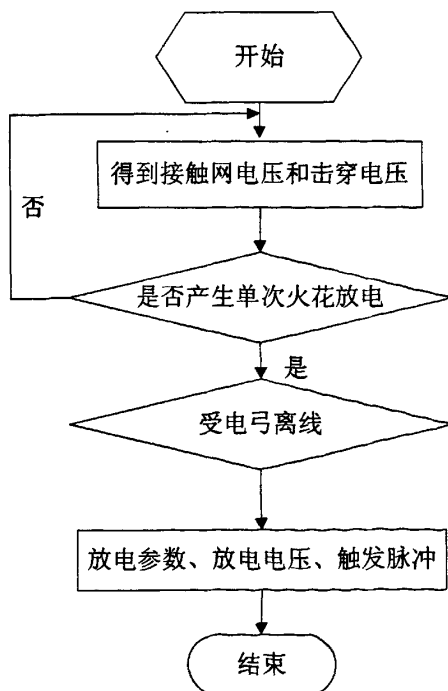 开始
得到接触网电压和击穿电压
否
是否产生单次火花放电
是
受电弓离线
放电参数、放电电压、触发脉冲
结束